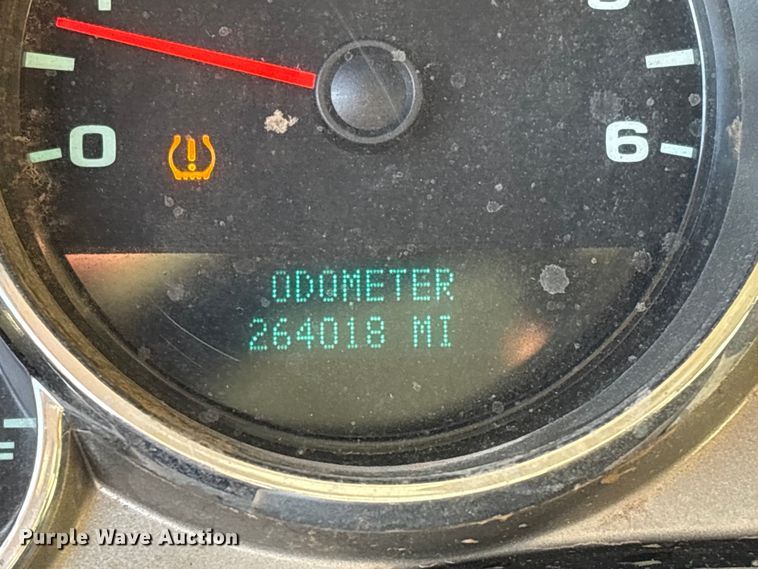 0
6
ODOMETER
264018 MI
Purple Wave Auction